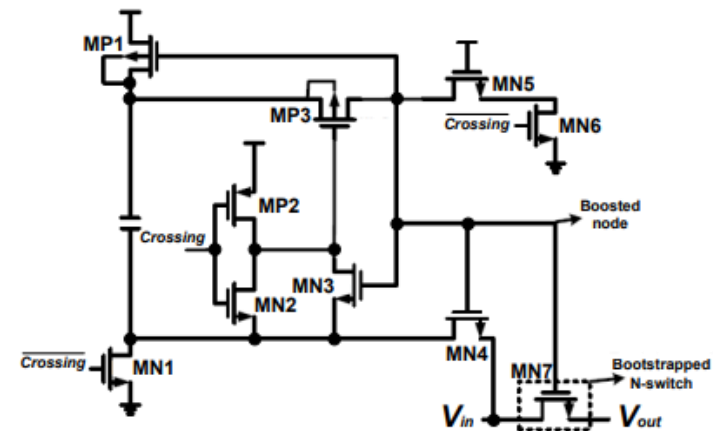 MP1
MN5
MP3
Crossing
MN6
MP2
Boosted
node
Crossing
MN3
MN2
Crossing
MN1
MN4
MN7
Bootstrapped
N-switch
Vin
Vout